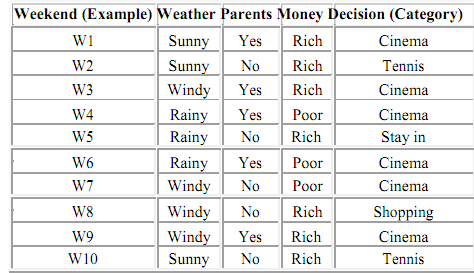 Weekend (Example) Weather Parents Money Decision (Category)
W1 Sunny Yes Rich Cinema
W2 Sunny No Rich Tennis
W3 Windy Yes Rich Cinema
W4 Rainy Yes Poor Cinema
W5 Rainy No Rich Stay in
W6 Rainy Yes Poor Cinema
W7 Windy No Poor Cinema
W8 Windy No Rich Shopping
W9 Windy Yes Rich Cinema
W10 Sunny No Rich Tennis